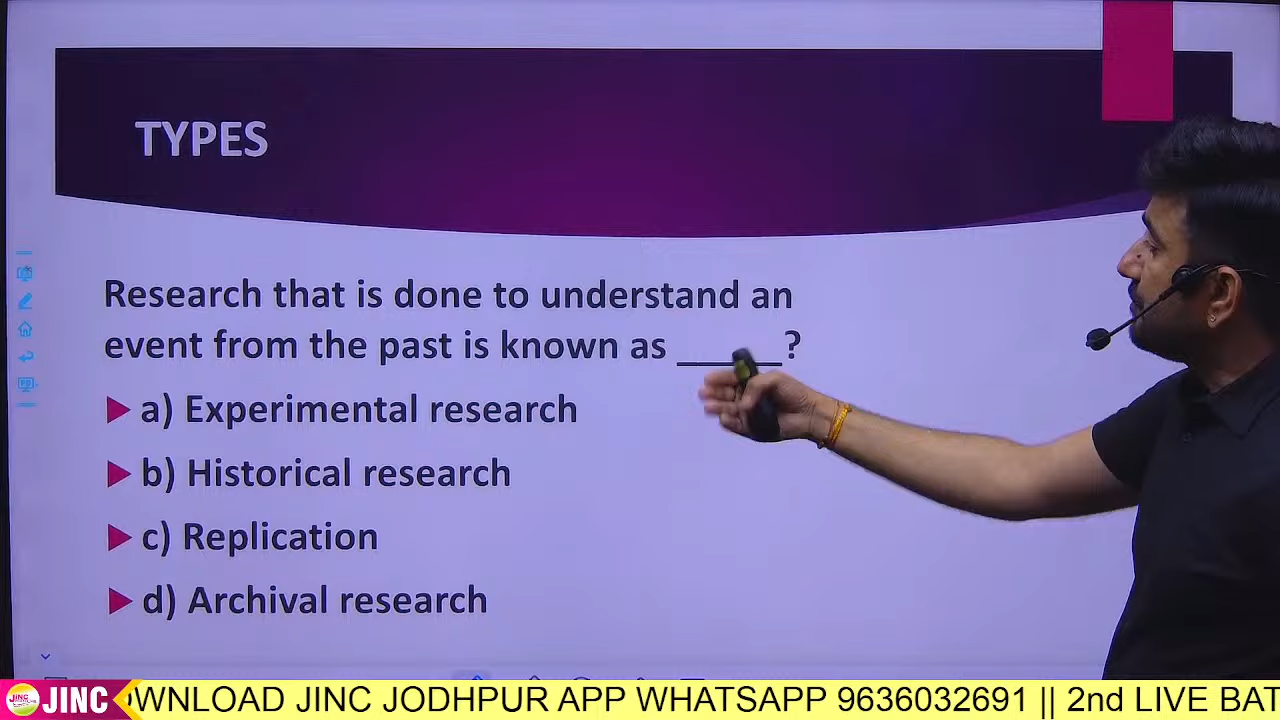 TYPES
Research that is done to understand an
event from the past is known as ______?
a) Experimental research
b) Historical research
c) Replication
d) Archival research
JINC JINC WNLOAD JINC JODHPUR APP WHATSAPP 9636032691 || 2nd LIVE BAT